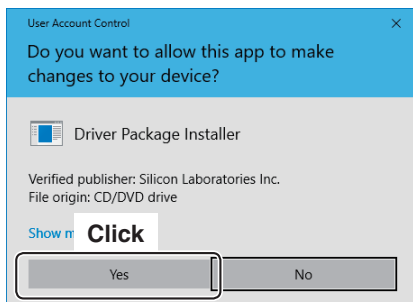 User Account Control
Do you want to allow this app to make
changes to your device?
Driver Package Installer
Verified publisher: Silicon Laboratories Inc.
File origin: CD/DVD drive
Show
Click
Yes
No